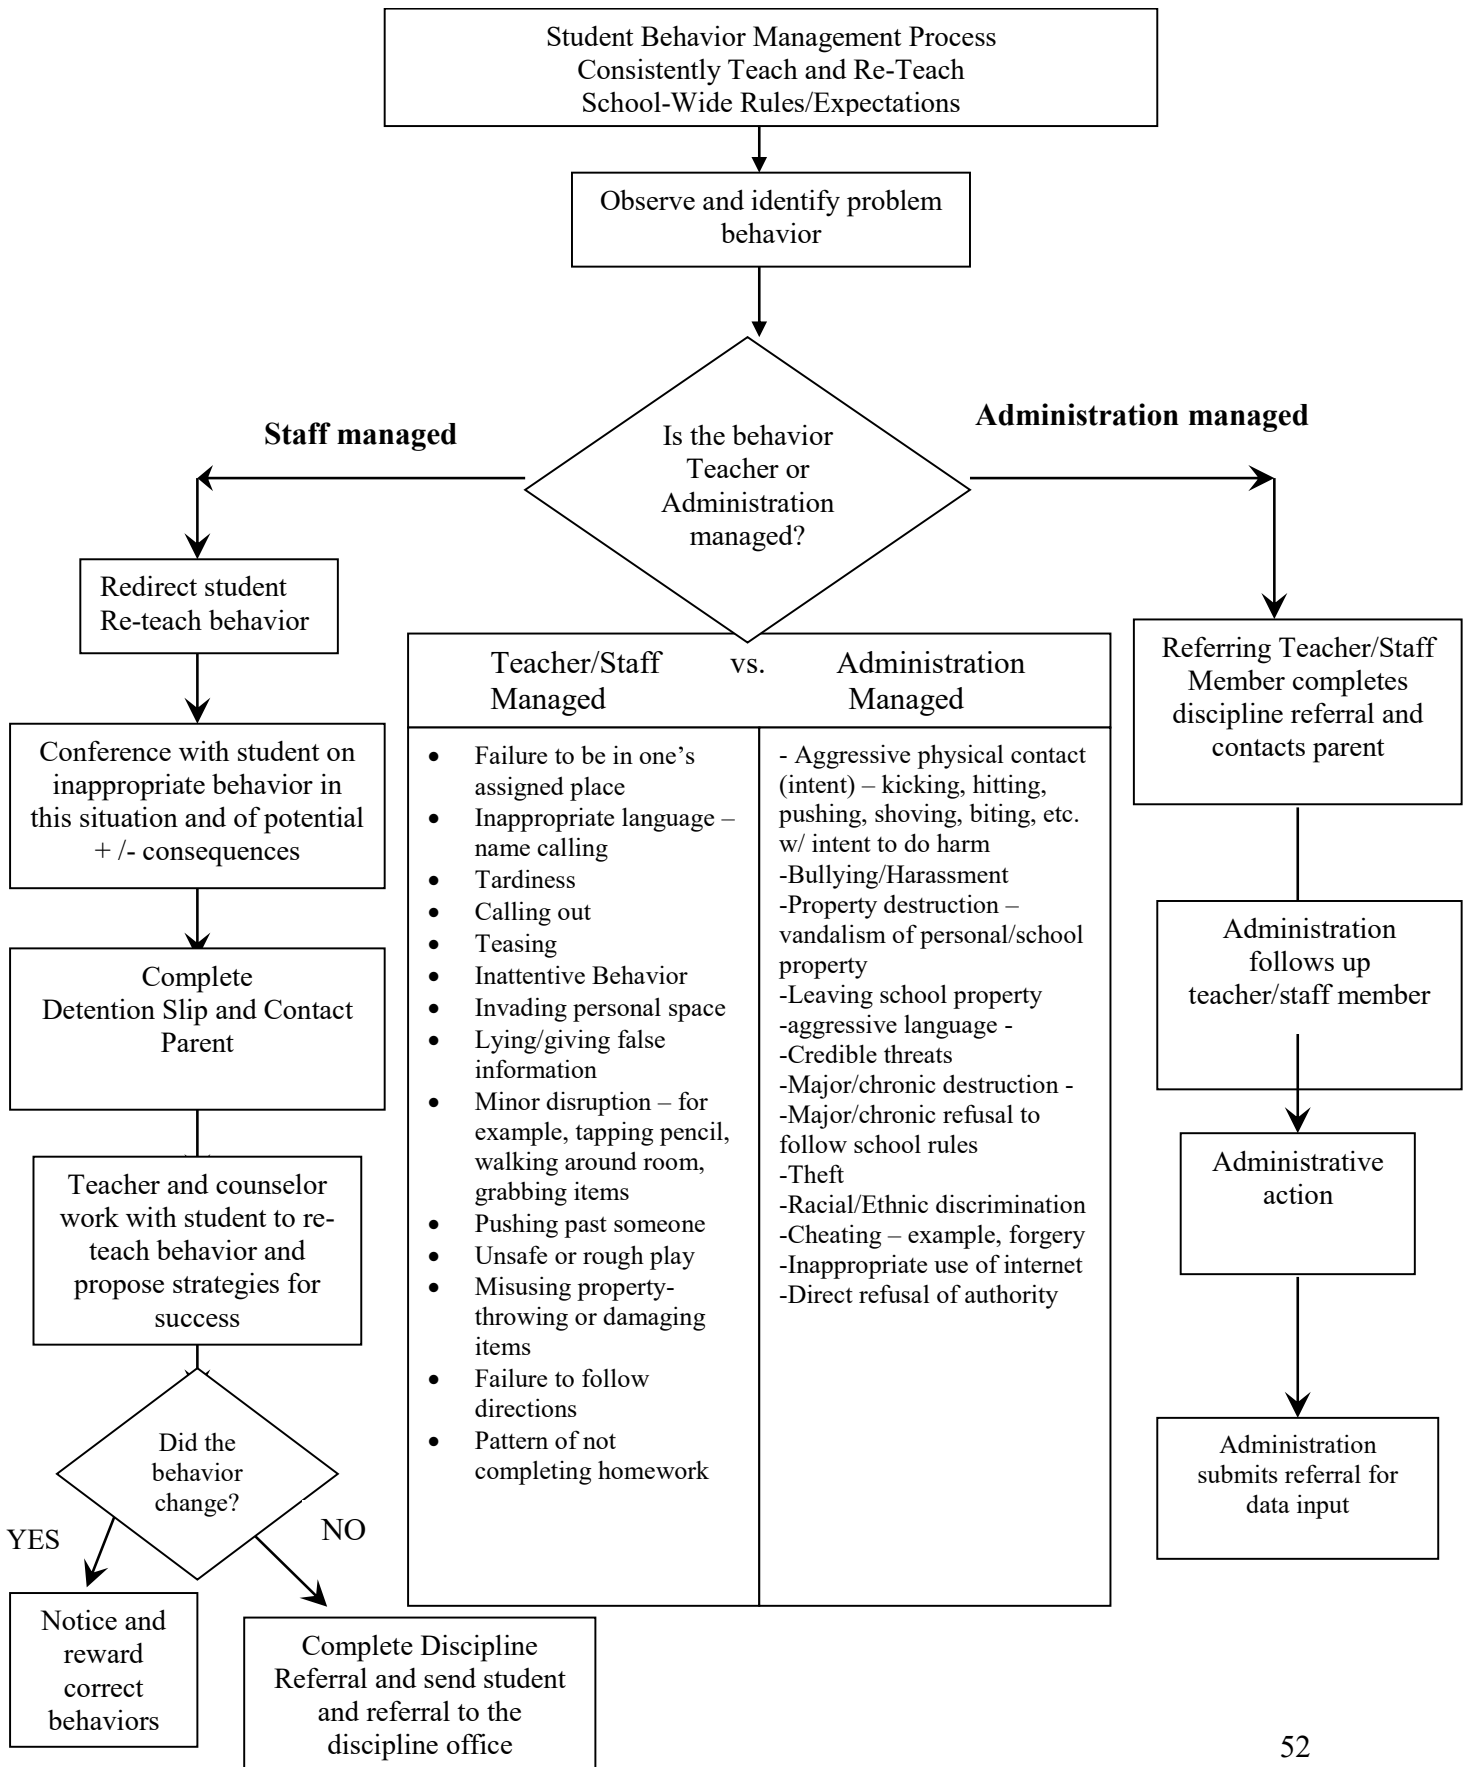 Student Behavior Management Process
Consistently Teach and Re-Teach
School-Wide Rules/Expectations
Observe and identify problem
behavior
Is the behavior
Teacher or
Administration
managed?
Staff managed
Redirect student
Re-teach behavior
Conference with student on
inappropriate behavior in
this situation and of potential
+ /- consequences
Complete
Detention Slip and Contact
Parent
Teacher and counselor
work with student to re-
teach behavior and
propose strategies for
success
Did the
behavior
change?
YES
NO
Notice and
reward
correct
behaviors
Complete Discipline
Referral and send student
and referral to the
discipline office
Teacher/Staff vs. Administration
Managed Managed
• Failure to be in one’s
assigned place
• Inappropriate language –
name calling
• Tardiness
• Calling out
• Teasing
• Inattentive Behavior
• Invading personal space
• Lying/giving false
information
• Minor disruption – for
example, tapping pencil,
walking around room,
grabbing items
• Pushing past someone
• Unsafe or rough play
• Misusing property-
throwing or damaging
items
• Failure to follow
directions
• Pattern of not
completing homework
- Aggressive physical contact
(intent) – kicking, hitting,
pushing, shoving, biting, etc.
w/ intent to do harm
-Bullying/Harassment
-Property destruction –
vandalism of personal/school
property
-Leaving school property
-aggressive language -
-Credible threats
-Major/chronic destruction -
-Major/chronic refusal to
follow school rules
-Theft
-Racial/Ethnic discrimination
-Cheating – example, forgery
-Inappropriate use of internet
-Direct refusal of authority
Administration managed
Referring Teacher/Staff
Member completes
discipline referral and
contacts parent
Administration
follows up
teacher/staff member
Administrative
action
Administration
submits referral for
data input
52